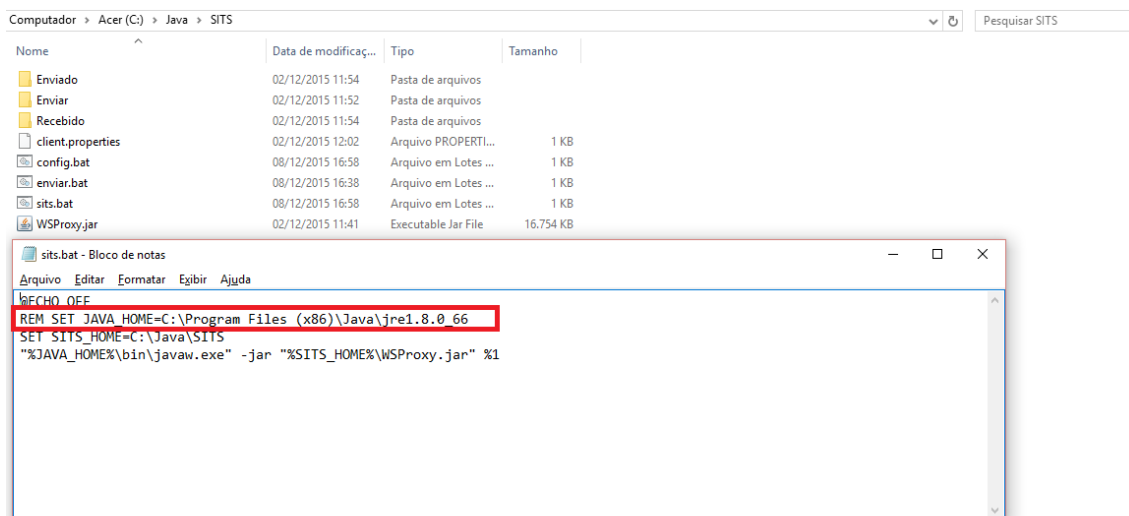 Computador > Acer (C:) > Java > SITS
Pesquisar SITS
Nome Data de modificaç... Tipo Tamanho
Enviado 02/12/2015 11:54 Pasta de arquivos
Enviar 02/12/2015 11:52 Pasta de arquivos
Recebido 02/12/2015 11:54 Pasta de arquivos
client.properties 02/12/2015 12:02 Arquivo PROPERTI... 1 KB
config.bat 08/12/2015 16:58 Arquivo em Lotes ... 1 KB
enviar.bat 08/12/2015 16:38 Arquivo em Lotes ... 1 KB
sits.bat 08/12/2015 16:58 Arquivo em Lotes ... 1 KB
WSProxy.jar 02/12/2015 11:41 Executable Jar File 16.754 KB
sits.bat - Bloco de notas
Arquivo Editar Formatar Exibir Ajuda
@ECHO OFF
REM SET JAVA_HOME=C:\Program Files (x86)\Java\jre1.8.0_66
SET SITS_HOME=C:\Java\SITS
"%JAVA_HOME%\bin\javaw.exe" -jar "%SITS_HOME%\WSProxy.jar" %1